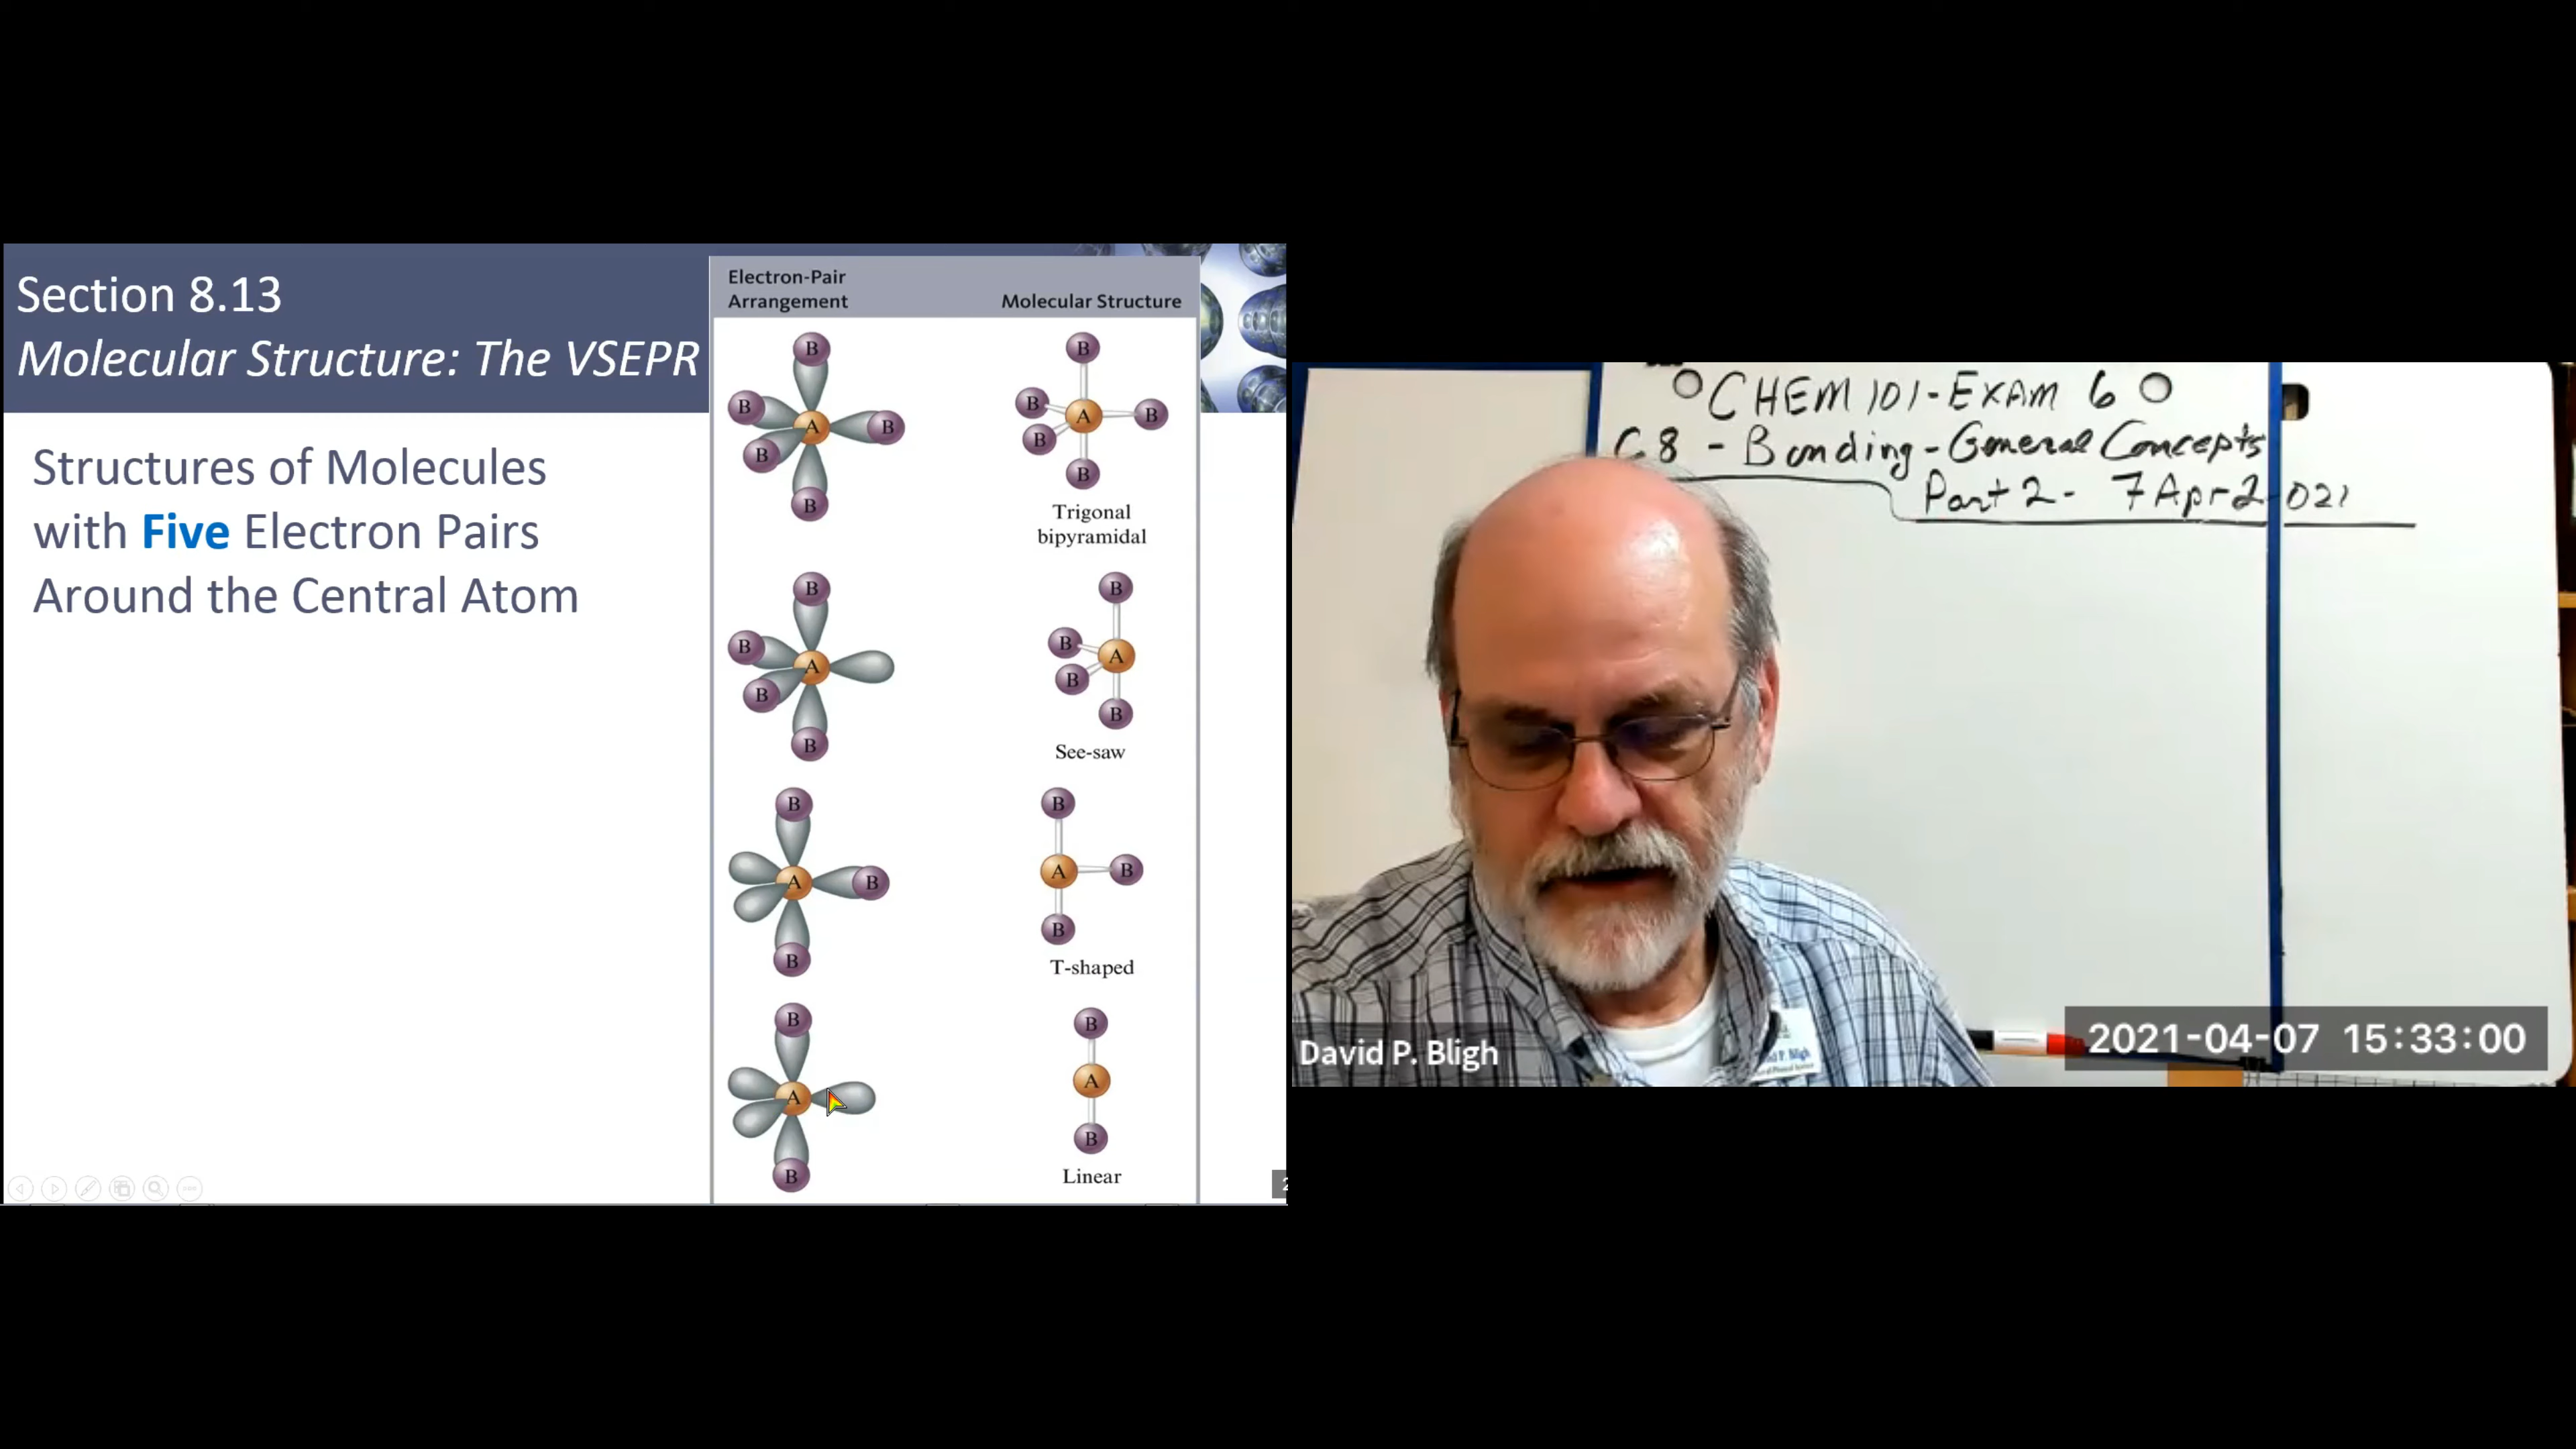 Section 8.13
Molecular Structure: The VSEPR
Structures of Molecules
with Five Electron Pairs
Around the Central Atom
Electron-Pair
Arrangement
Molecular Structure
B
B
B
A
B
B
B
B
B
A
B
B
Trigonal
bipyramidal
B
B
A
B
B
B
B
A
B
B
See-saw
B
A
B
B
B
A
B
B
T-shaped
B
A
B
B
A
B
Linear
2
CHEM 101-EXAM 6
C8 - Bonding - General Concepts
Part 2 - 7 Apr 2021
P. Bligh
David P. Bligh
2021-04-07 15:33:00